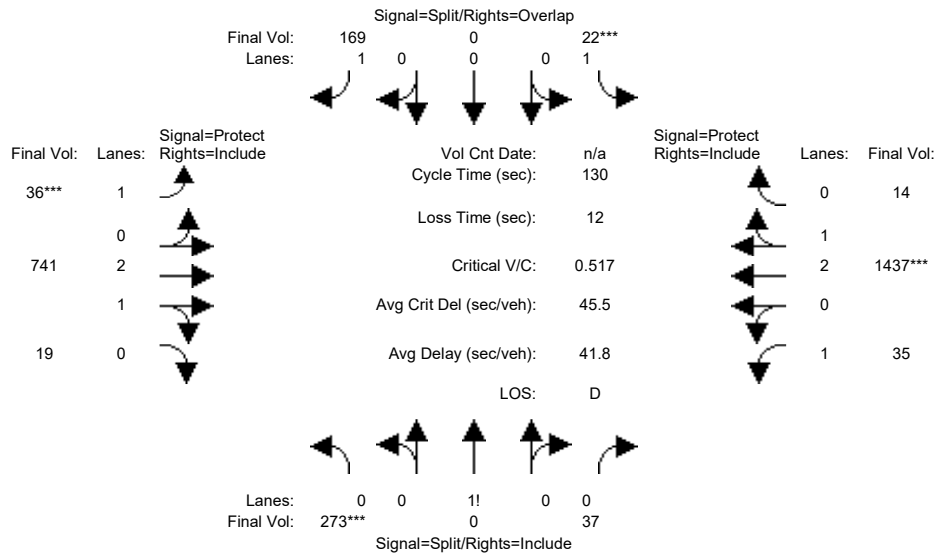 Signal=Split/Rights=Overlap
Final Vol: 169 0 22***
Lanes: 1 0 0 0 1
Signal=Protect
Final Vol: Lanes: Rights=Include
Vol Cnt Date: n/a
Signal=Protect
Rights=Include Lanes: Final Vol:
Cycle Time (sec): 130
36*** 1
0 14
Loss Time (sec): 12
0
1
741 2
Critical V/C: 0.517
2 1437***
1
Avg Crit Del (sec/veh): 45.5
0
19 0
Avg Delay (sec/veh): 41.8
1 35
LOS: D
Lanes: 0 0 1! 0 0
Final Vol: 273*** 0 37
Signal=Split/Rights=Include